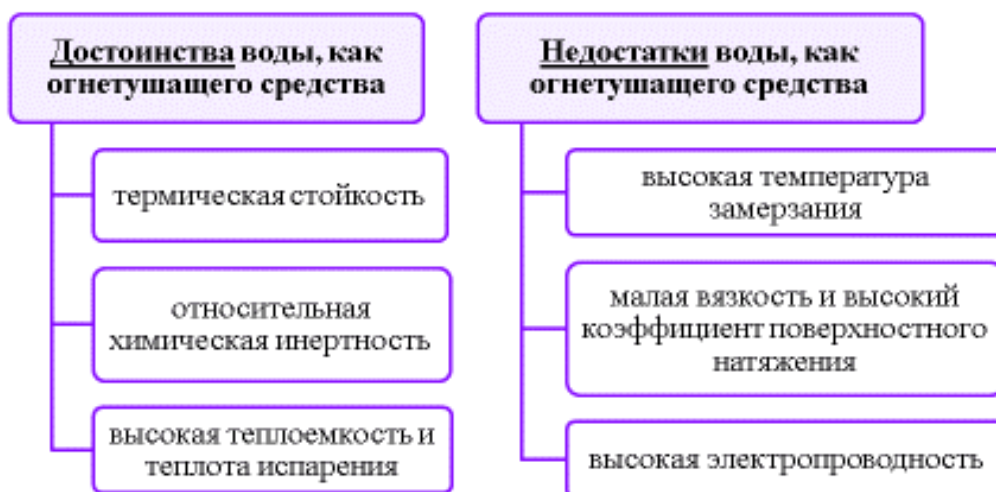 Достоинства воды, как
огнетушащего средства
термическая стойкость
относительная
химическая инертность
высокая теплоемкость и
теплота испарения
Недостатки воды, как
огнетушащего средства
высокая температура
замерзания
малая вязкость и высокий
коэффициент поверхностного
натяжения
высокая электропроводность